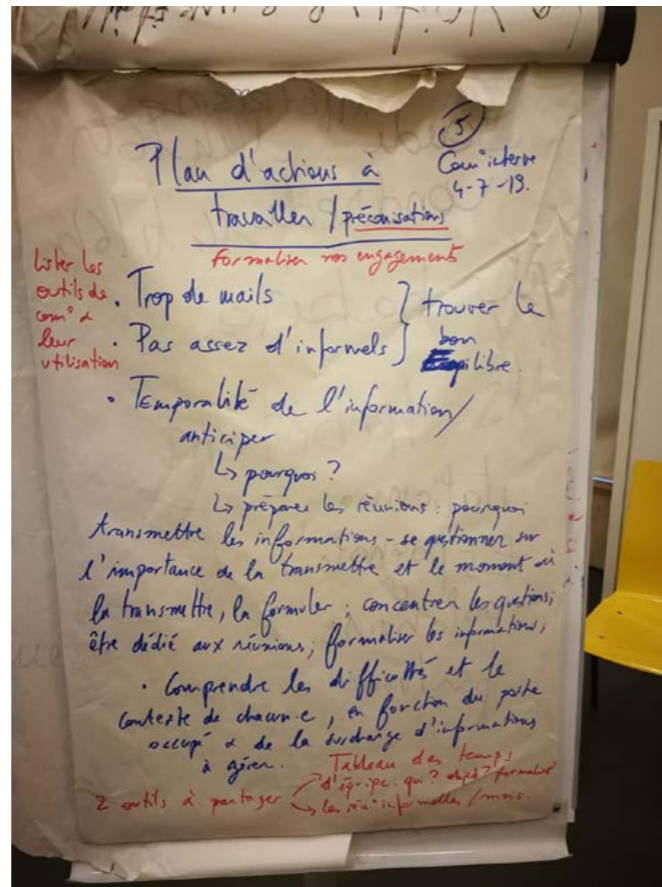 5
Plan d'actions à
Com° interne
4-7-19.
travailler / préconisations
formaliser nos engagements
Lister les
outils de
com° &
leur
utilisation
• Trop de mails
• Pas assez d'informels
} trouver le
bon
Equilibre.
• Temporalité de l'information /
anticiper
↳ pourquoi ?
↳ préparer les réunions : pourquoi
transmettre les informations - se questionner sur
l'importance de la transmettre et le moment où
la transmettre, la formuler ; concentrer les questions ;
être dédié aux réunions ; formaliser les informations ;
• Comprendre les difficultés et le
contexte de chacun·e, en fonction du poste
occupé & de la surcharge d'informations
à gérer.
2 outils à partager
Tableau des temps
d'équipe : qui ? objet ?
↳ les réu° informelles / mois.